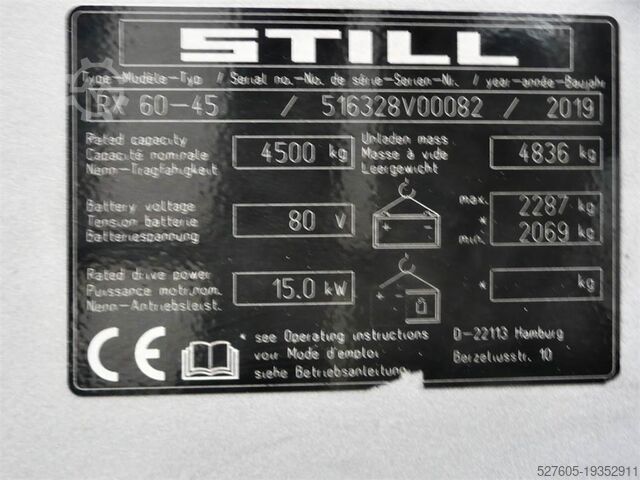 STILL
Type-Modèle-Typ // Serial no.-No. de série-Serien-Nr. / year-année-Baujahr
RX 60-45 / 516328V00082 / 2019
Rated capacity
Capacité nominale
Nenn-Tragfähigkeit
4500 kg
Unladen mass
Masse à vide
Leergewicht
4836 kg
Battery voltage
Tension batterie
Batteriespannung
80 V
+ -
max. 2287 kg
*
min. 2069 kg
Rated drive power
Puissance motr.nom.
Nenn-Antriebsleist.
15.0 kW
+ -
* kg
CE
* see Operating instructions
voir Mode d'emploi
siehe Betriebsanleitung
D-22113 Hamburg
Berzeliusstr. 10
527605-19352911